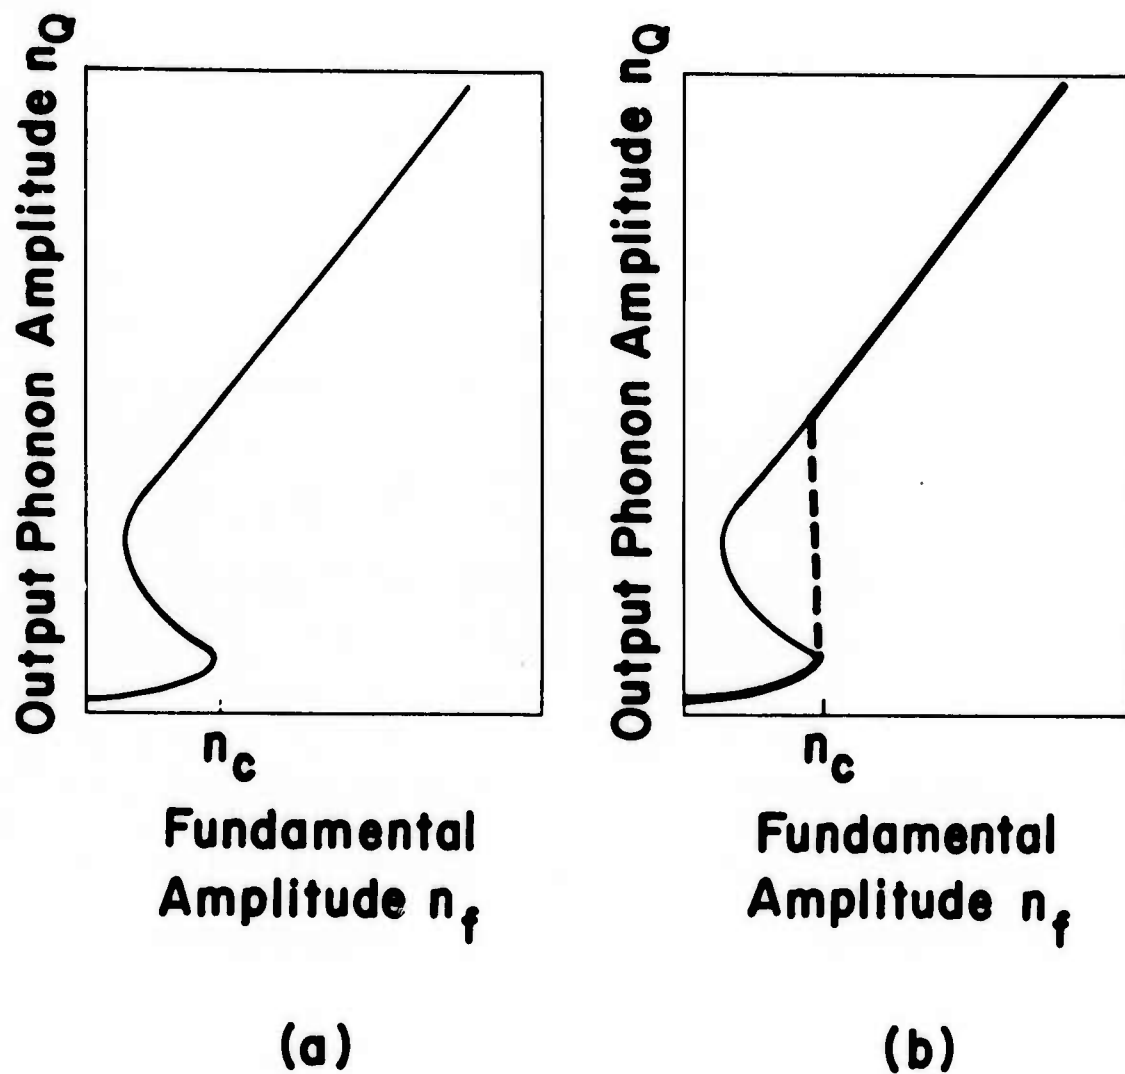 Output Phonon Amplitude n_Q
n_c
Fundamental
Amplitude n_f
(a)
Output Phonon Amplitude n_Q
n_c
Fundamental
Amplitude n_f
(b)